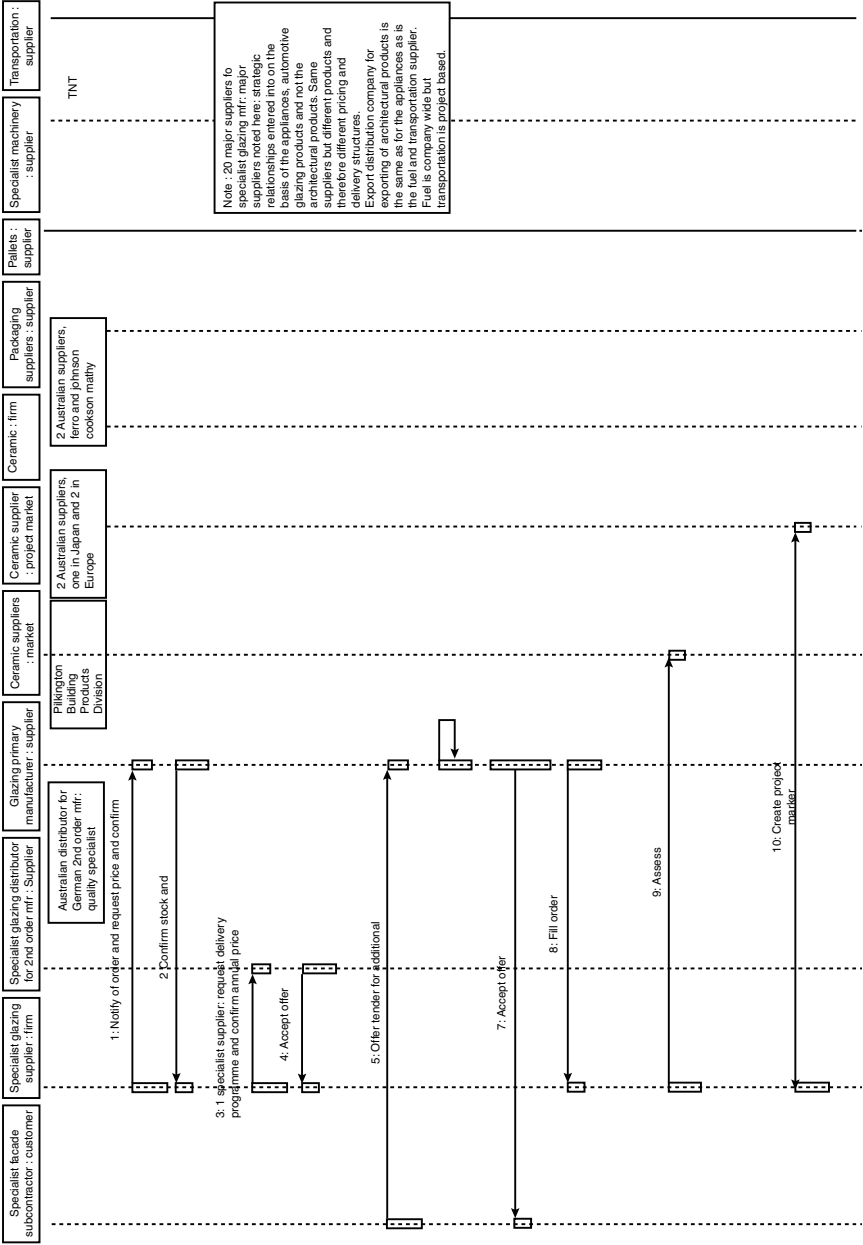 Specialist facade
subcontractor : customer
Specialist glazing
supplier : firm
Specialist glazing distributor
for 2nd order mfr : Supplier
Glazing primary
manufacturer : supplier
Ceramic suppliers
: market
Ceramic supplier
: project market
Ceramic : firm
Packaging
suppliers : supplier
Pallets :
supplier
Specialist machinery
: supplier
Transportation :
supplier
Australian distributor for
German 2nd order mfr:
quality specialist
Pilkington
Building
Products
Division
2 Australian suppliers,
one in Japan and 2 in
Europe
2 Australian suppliers,
ferro and johnson
cookson mathy
TNT
1: Notify of order and request price and confirm
2 Confirm stock and
3: 1 specialist supplier: request delivery
programme and confirm annual price
4: Accept offer
5: Offer tender for additional
7: Accept offer
8: Fill order
9: Assess
10: Create project
marker
Note : 20 major suppliers fo
specialist glazing mfr: major
suppliers noted here: strategic
relationships entered into on the
basis of the appliances, automotive
glazing products and not the
architectural products. Same
suppliers but different products and
therefore different pricing and
delivery structures.
Export distribution company for
exporting of architectural products is
the same as for the appliances as is
the fuel and transportation supplier.
Fuel is company wide but
transportation is project based.